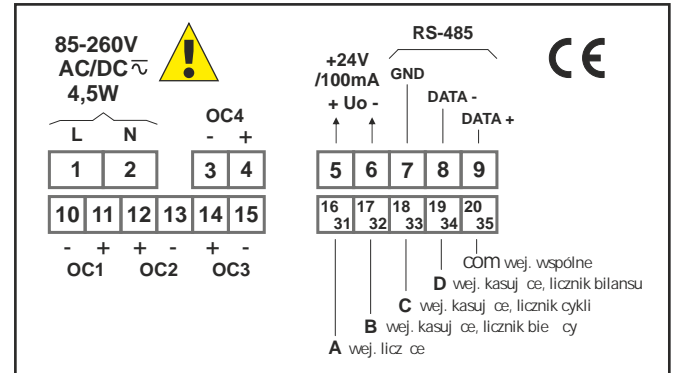 85-260V
AC/DC
4,5W
L N
OC4
- +
1 2 3 4
10 11 12 13 14 15
- + + - + -
OC1 OC2 OC3
RS-485
+24V
/100mA
+ Uo -
GND
DATA -
DATA +
CE
5 6 7 8 9
16 17 18 19 20
31 32 33 34 35
com wej. wspólne
D wej. kasuj ce, licznik bilansu
C wej. kasuj ce, licznik cykli
B wej. kasuj ce, licznik bie cy
A wej. licz ce